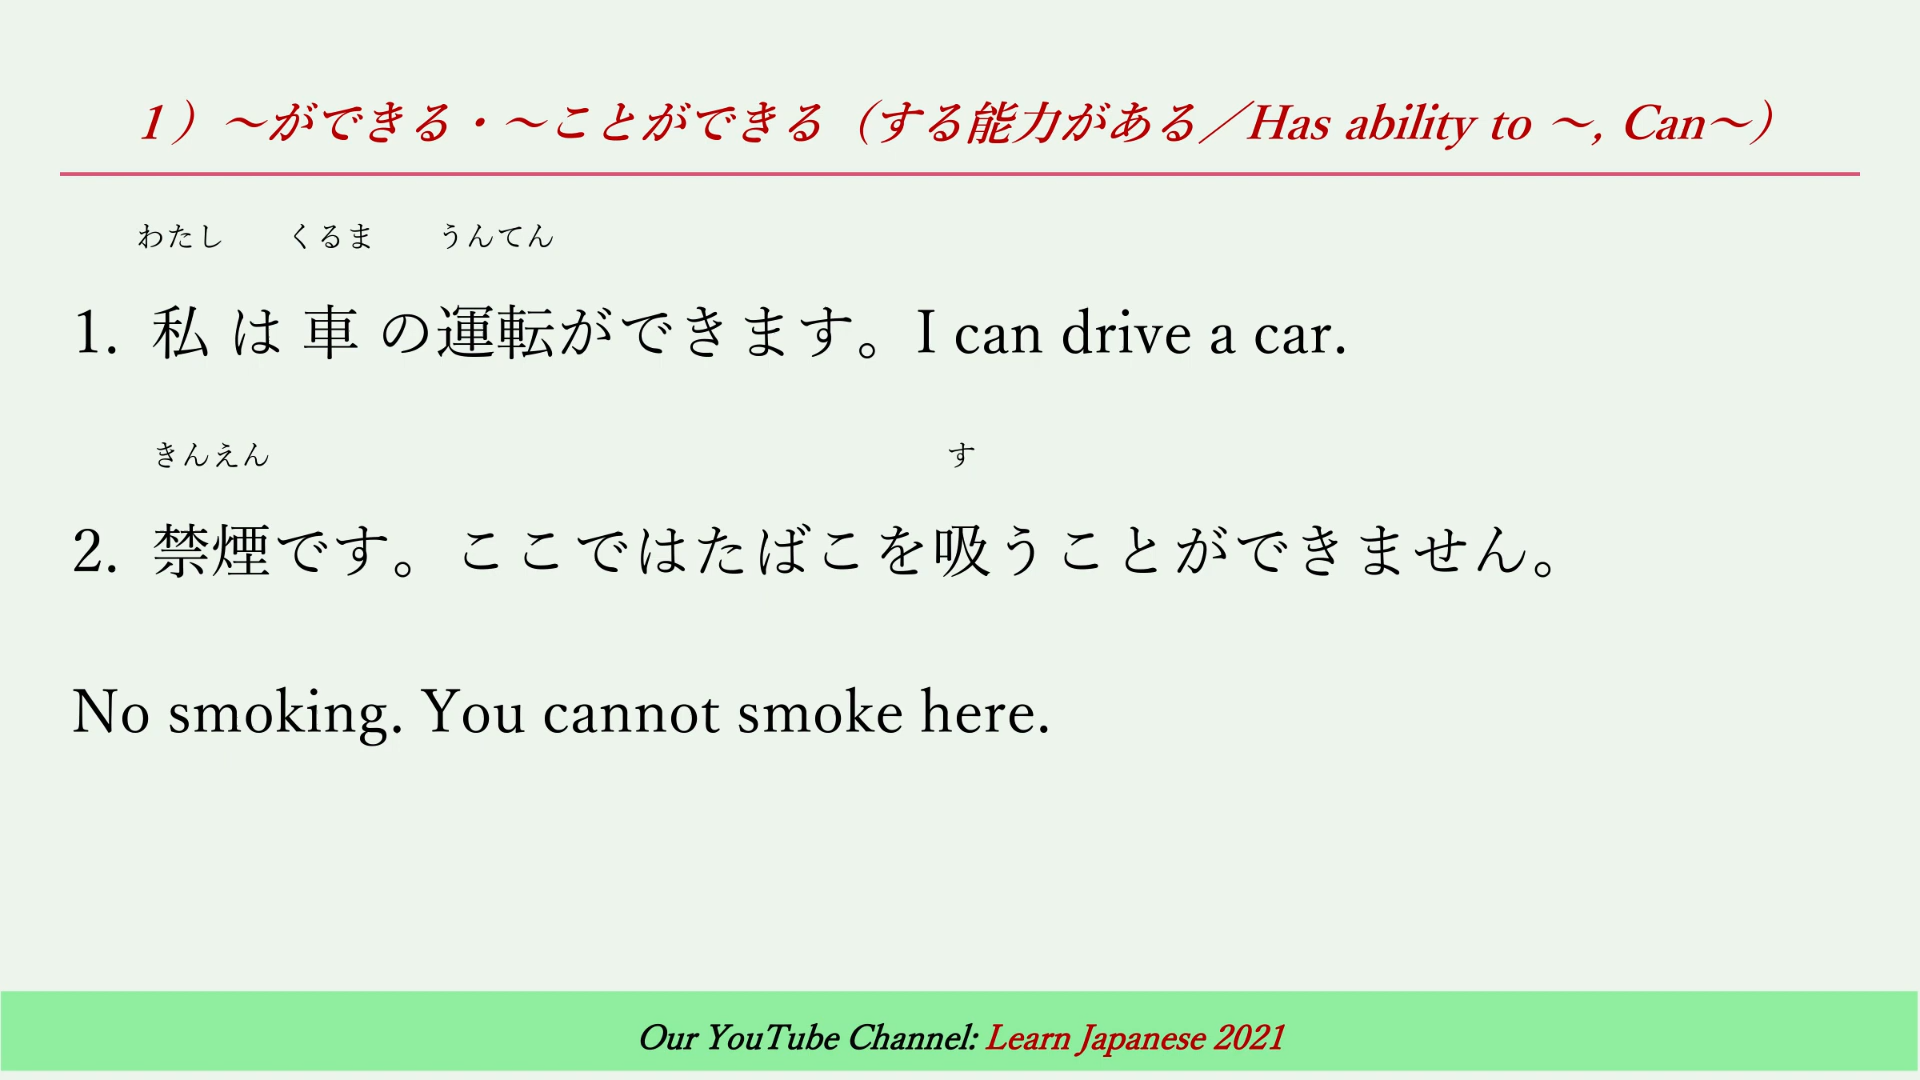 １）～ができる・～ことができる（する能力がある／Has ability to ～, Can～）
わたし くるま うんてん
1. 私 は 車 の運転ができます。I can drive a car.
きんえん す
2. 禁煙です。ここではたばこを吸うことができません。
No smoking. You cannot smoke here.
Our YouTube Channel: Learn Japanese 2021